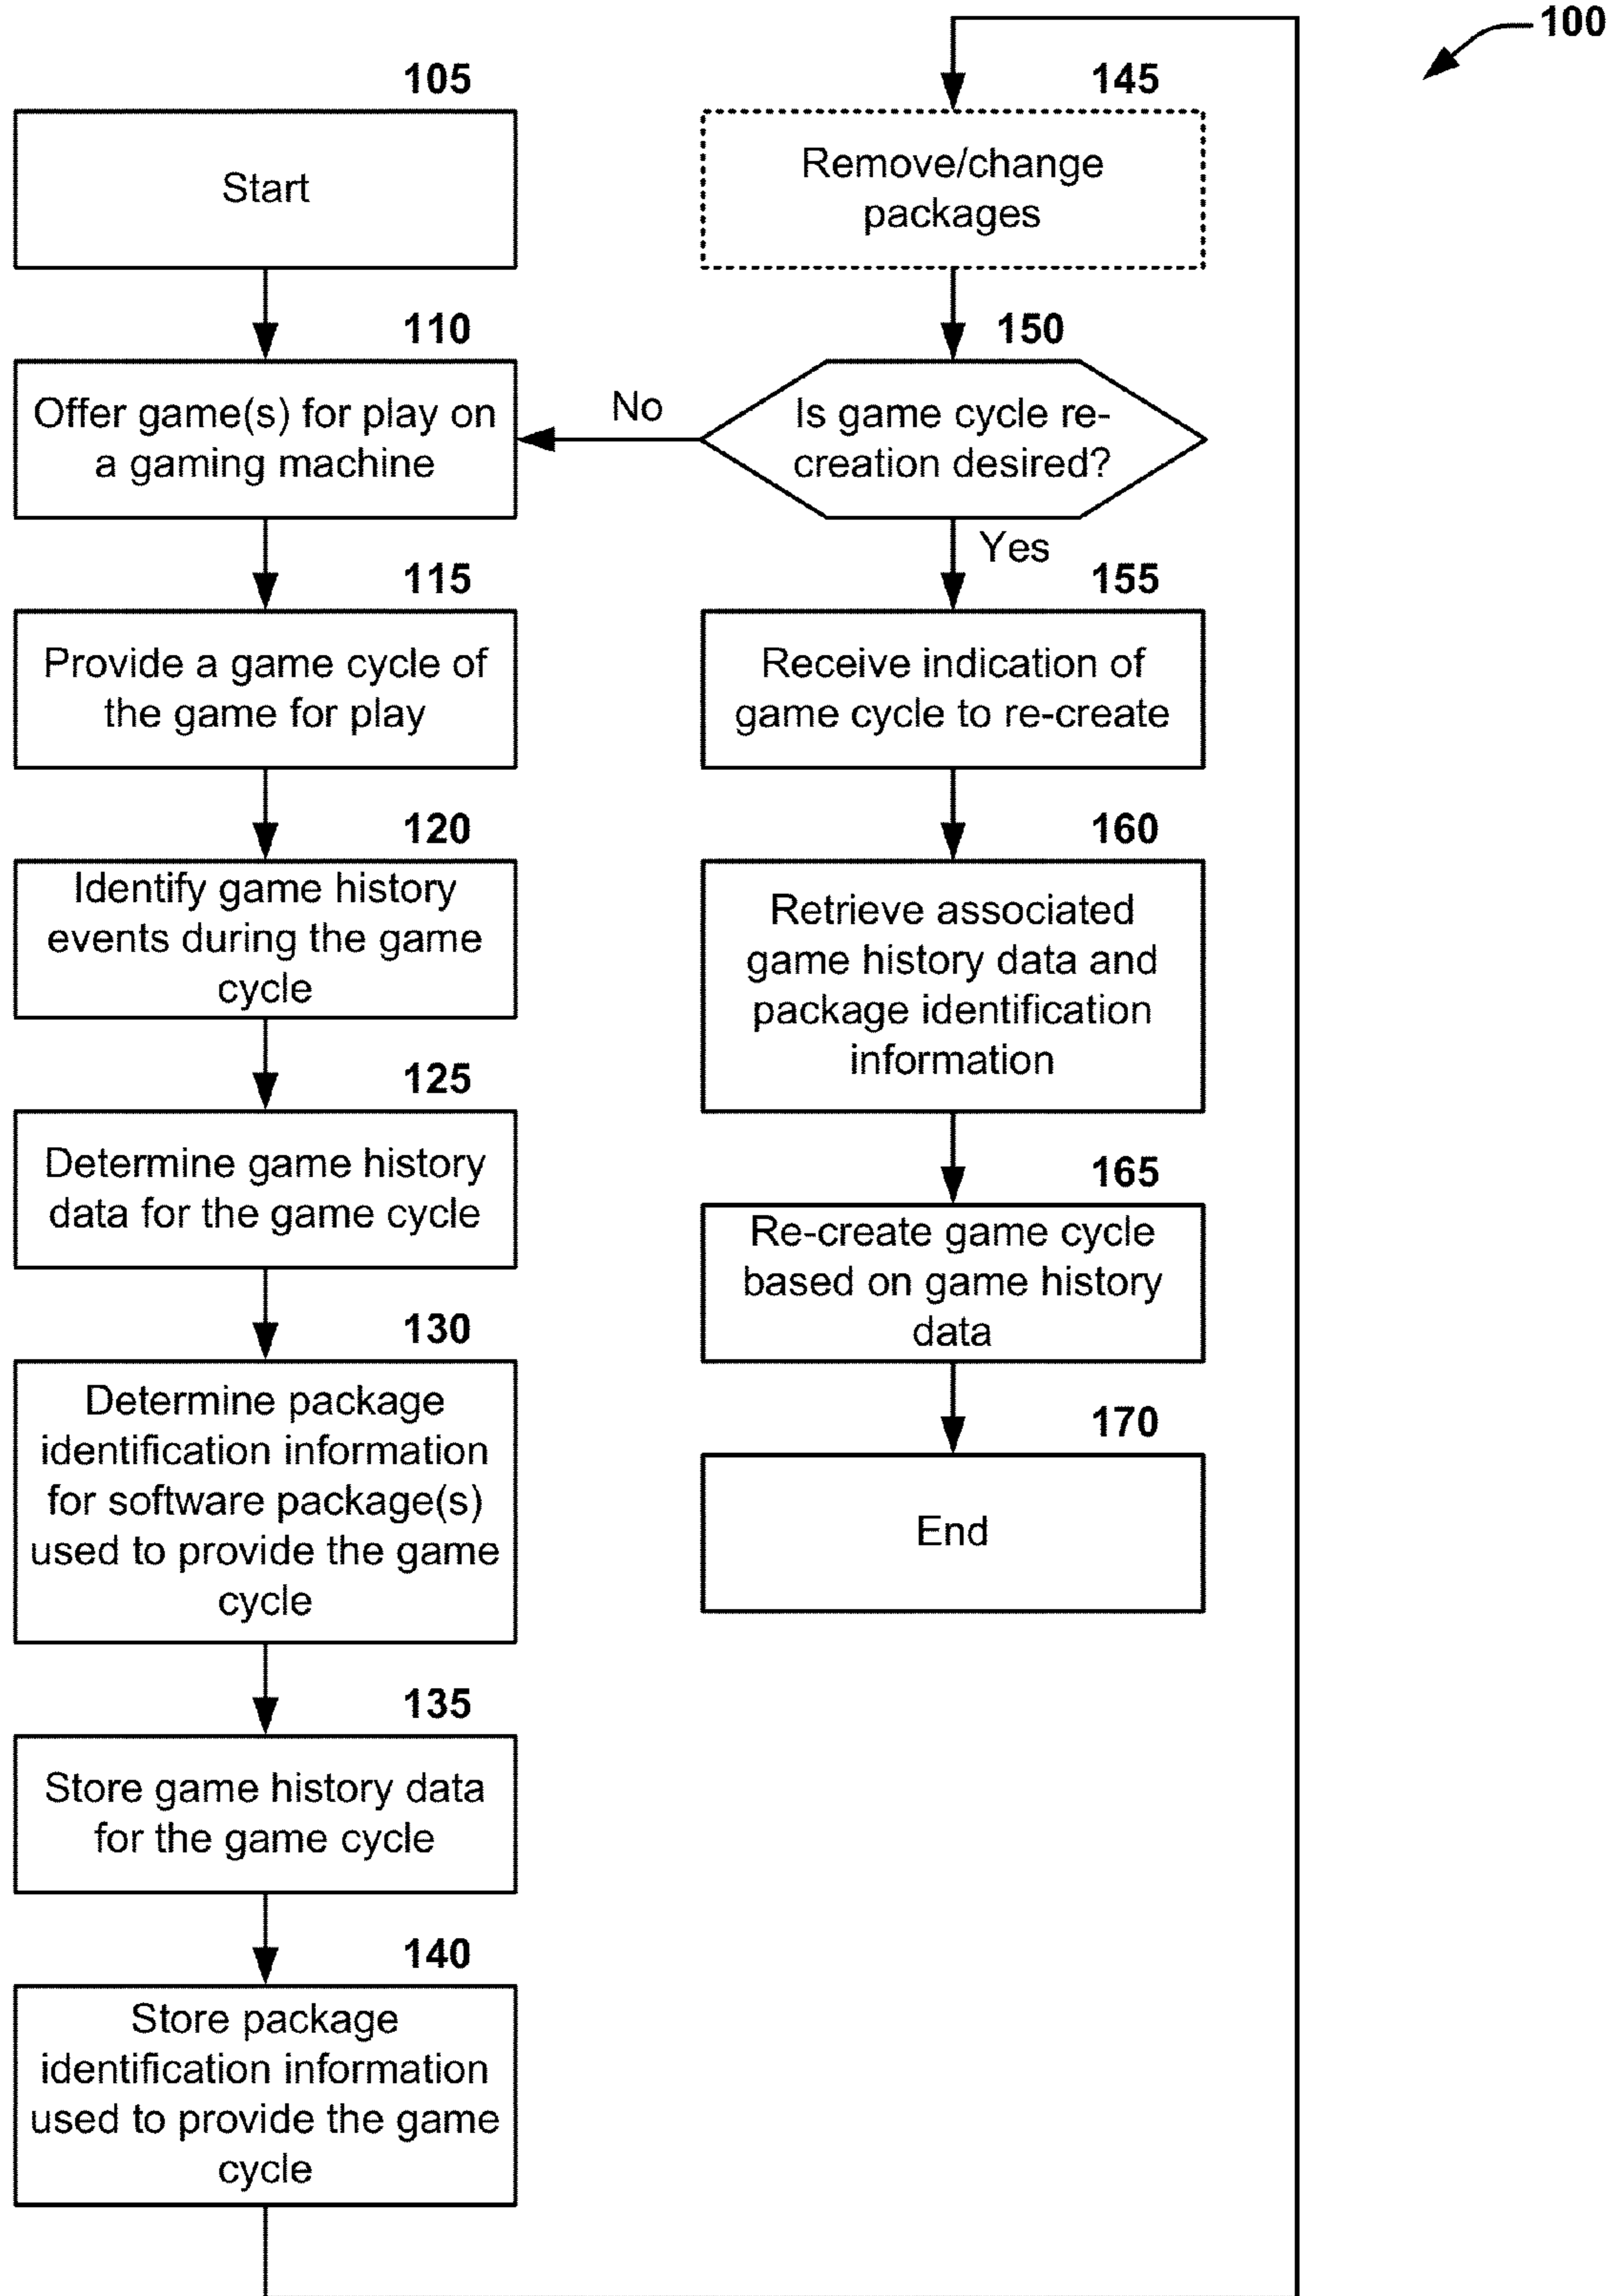 100
105
Start
110
Offer game(s) for play on
a gaming machine
115
Provide a game cycle of
the game for play
120
Identify game history
events during the game
cycle
125
Determine game history
data for the game cycle
130
Determine package
identification information
for software package(s)
used to provide the game
cycle
135
Store game history data
for the game cycle
140
Store package
identification information
used to provide the game
cycle
145
Remove/change
packages
150
Is game cycle re-
creation desired?
No
Yes
155
Receive indication of
game cycle to re-create
160
Retrieve associated
game history data and
package identification
information
165
Re-create game cycle
based on game history
data
170
End